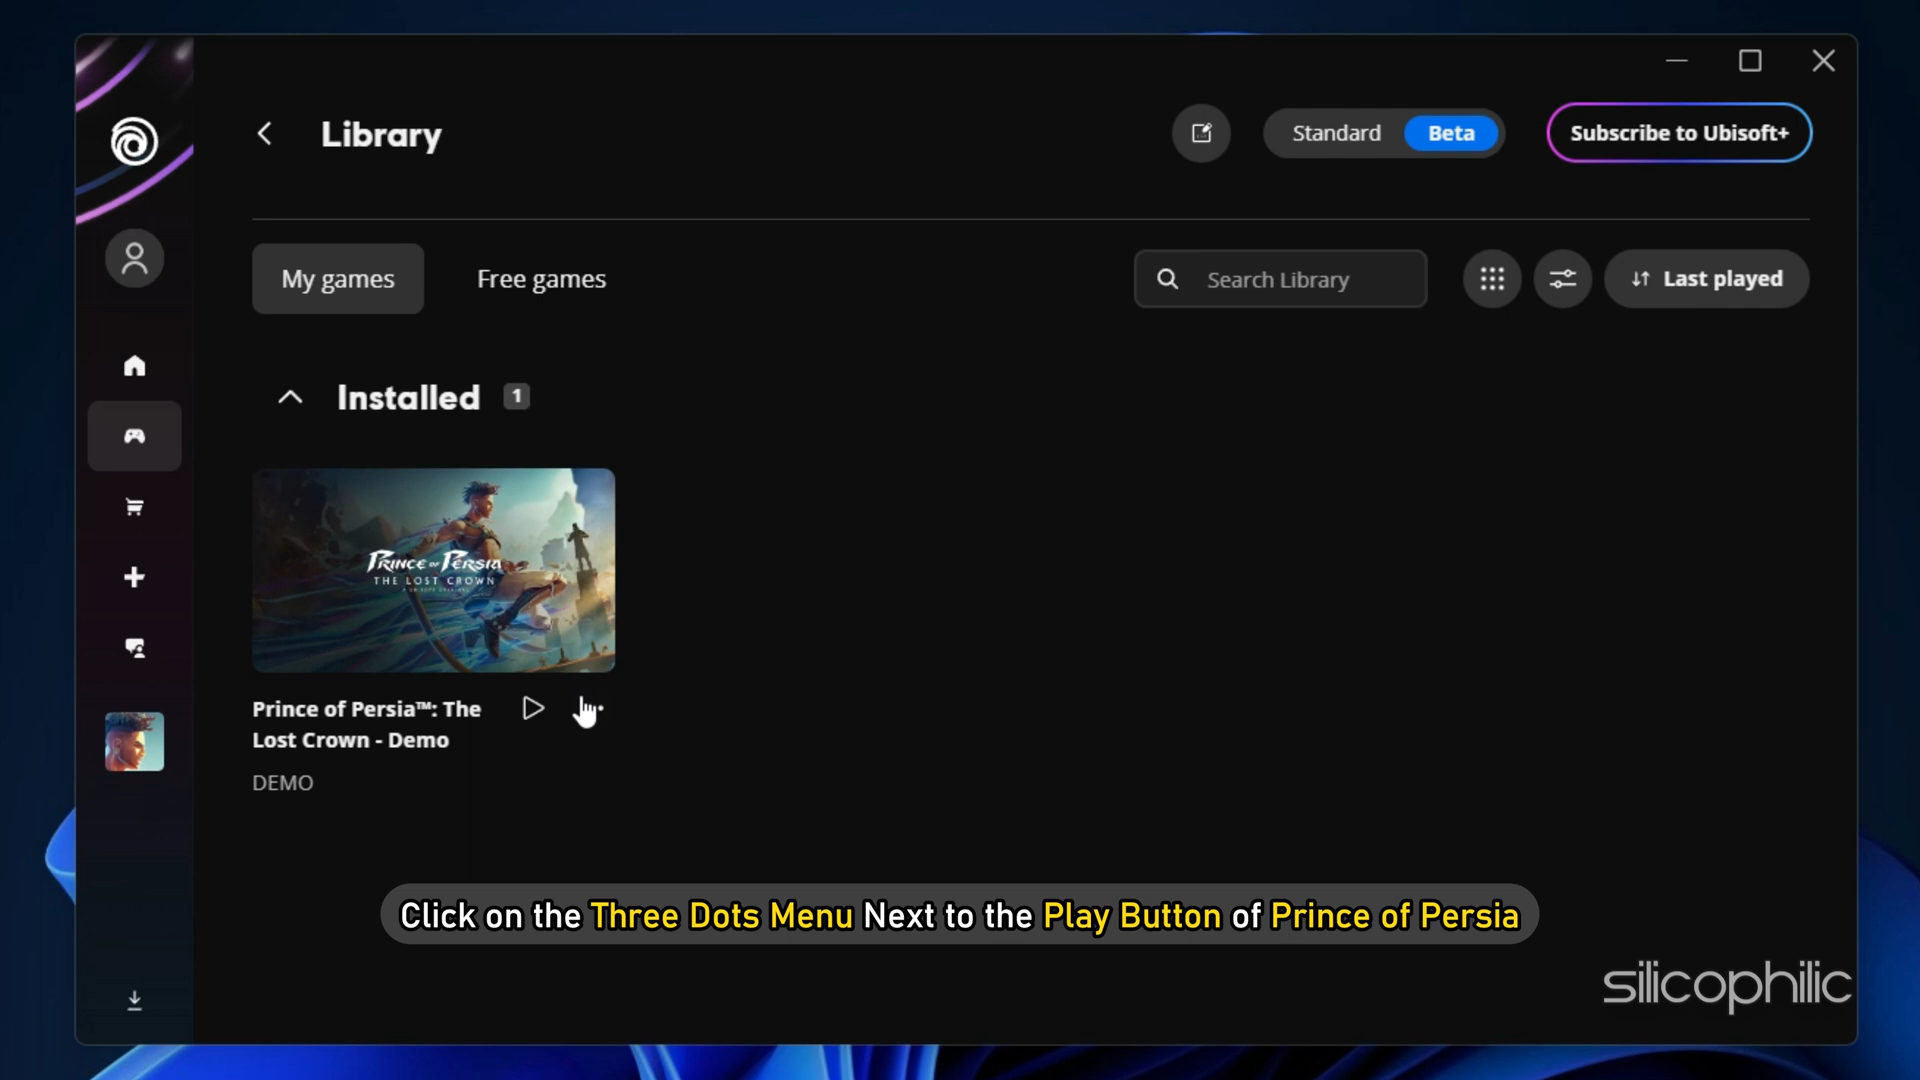 Library
Standard
Beta
Subscribe to Ubisoft+
My games
Free games
Search Library
Last played
Installed
1
PRINCE OF PERSIA
THE LOST CROWN
Prince of Persia™: The
Lost Crown - Demo
DEMO
Click on the Three Dots Menu Next to the Play Button of Prince of Persia
silicophilic